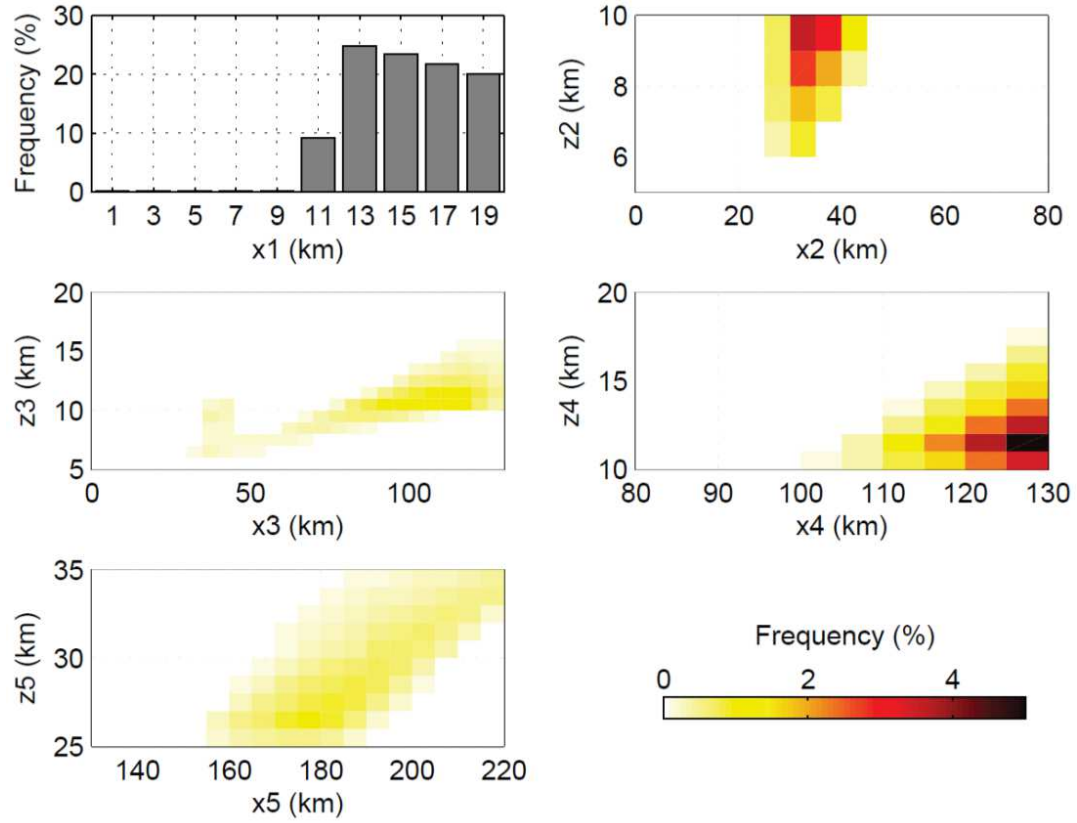 Frequency (%)
30
20
10
0
1 3 5 7 9 11 13 15 17 19
x1 (km)
z2 (km)
10
8
6
0 20 40 60 80
x2 (km)
z3 (km)
20
15
10
5
0 50 100
x3 (km)
z4 (km)
20
15
10
80 90 100 110 120 130
x4 (km)
z5 (km)
35
30
25
140 160 180 200 220
x5 (km)
Frequency (%)
0 2 4